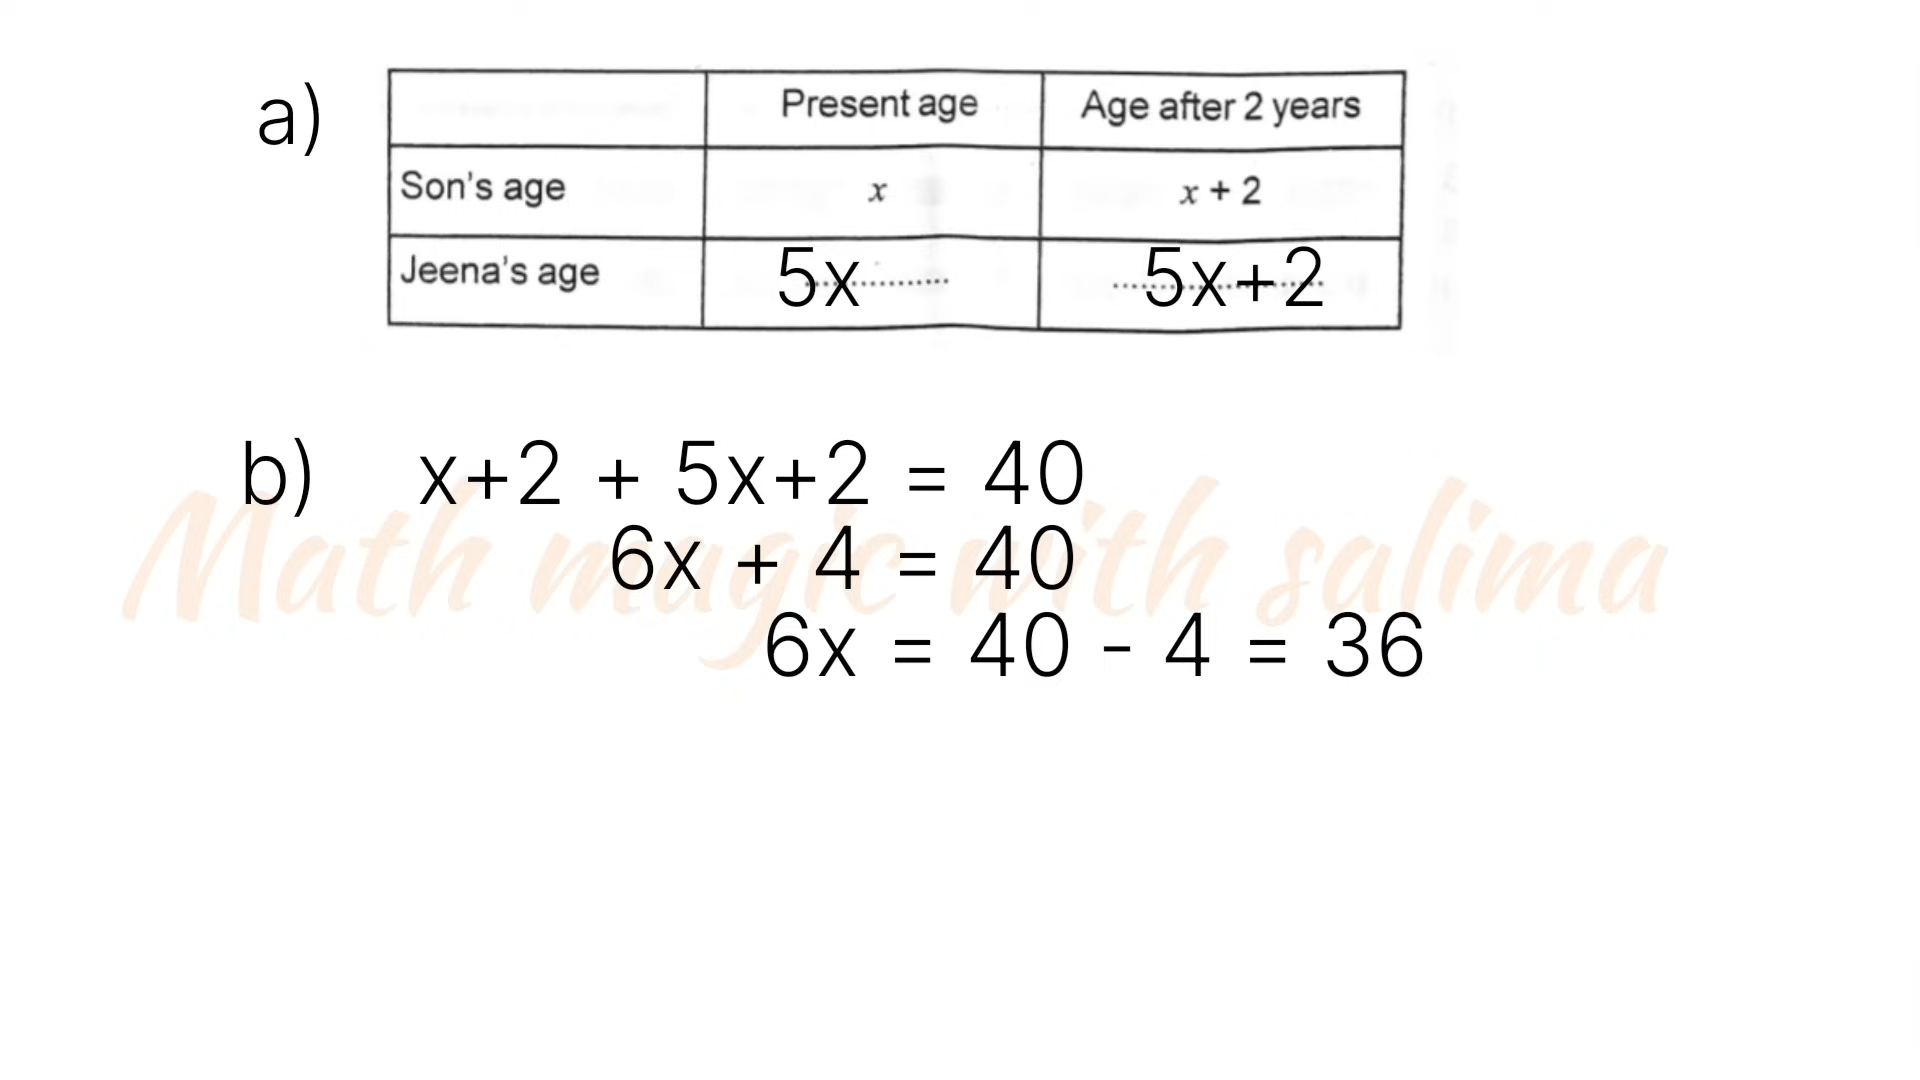 a)
Present age Age after 2 years
Son's age x x + 2
Jeena's age 5x 5x+2
b) x+2 + 5x+2 = 40
6x + 4 = 40
6x = 40 - 4 = 36
Math magic with salima